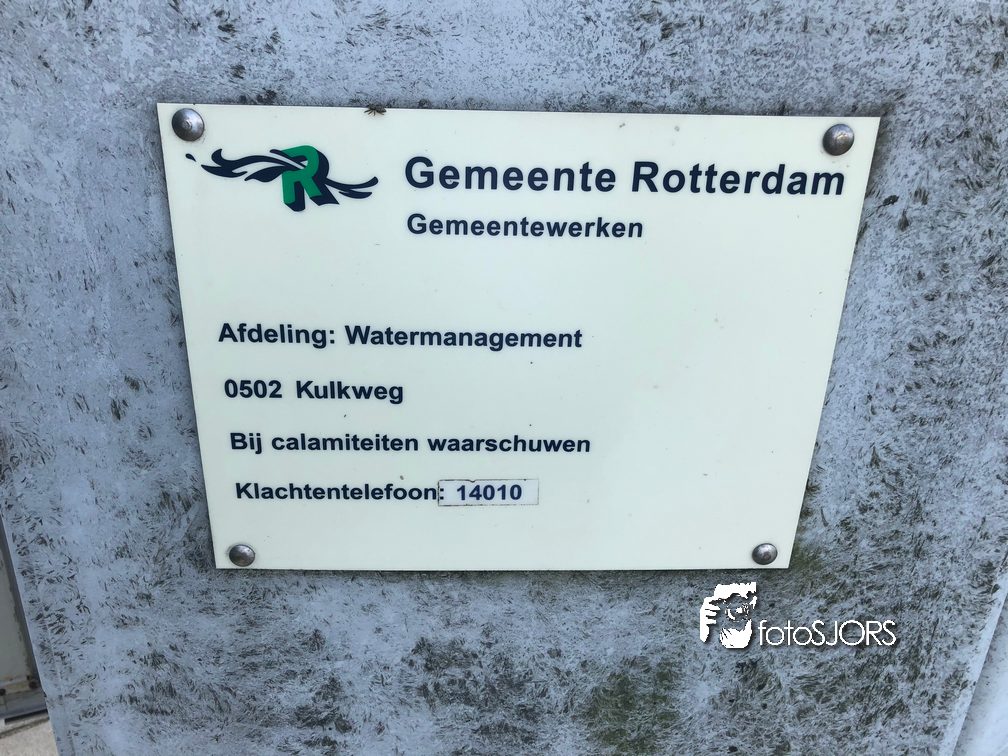 R
Gemeente Rotterdam
Gemeentewerken
Afdeling: Watermanagement
0502 Kulkweg
Bij calamiteiten waarschuwen
Klachtentelefoon: 14010
fotoSJORS